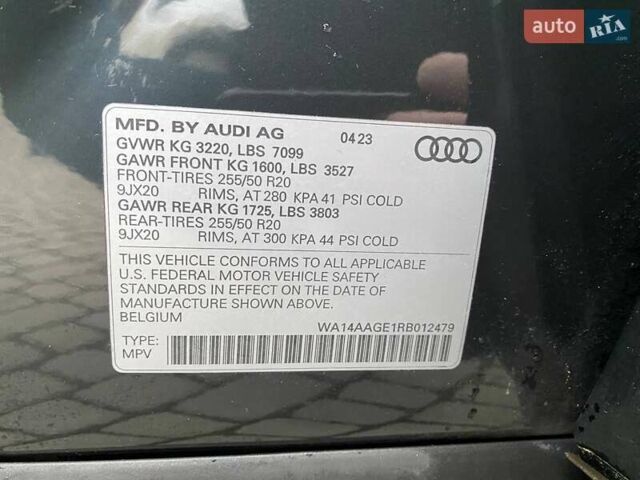 auto RIA.com
MFD. BY AUDI AG 04 23
GVWR KG 3220, LBS 7099
GAWR FRONT KG 1600, LBS 3527
FRONT-TIRES 255/50 R20
9JX20 RIMS, AT 280 KPA 41 PSI COLD
GAWR REAR KG 1725, LBS 3803
REAR-TIRES 255/50 R20
9JX20 RIMS, AT 300 KPA 44 PSI COLD
THIS VEHICLE CONFORMS TO ALL APPLICABLE
U.S. FEDERAL MOTOR VEHICLE SAFETY
STANDARDS IN EFFECT ON THE DATE OF
MANUFACTURE SHOWN ABOVE.
BELGIUM
WA14AAGE1RB012479
TYPE:
MPV